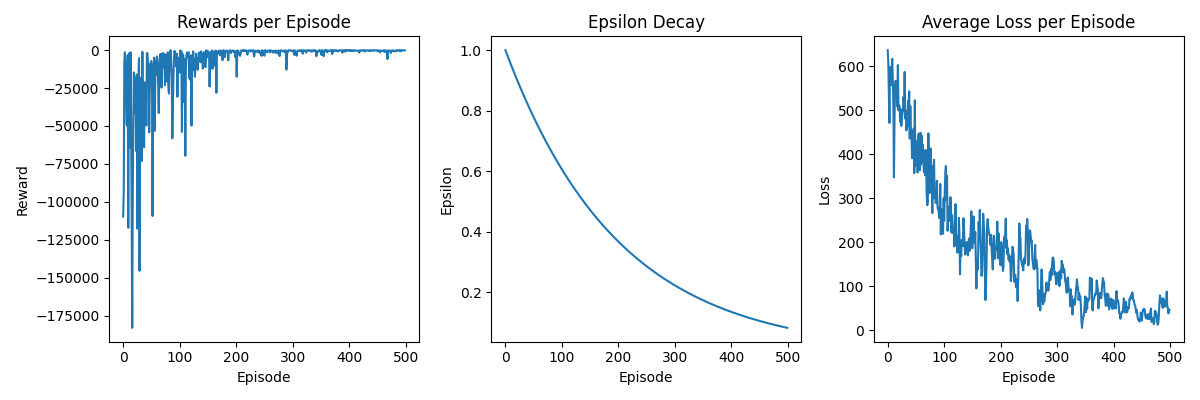 Rewards per Episode
0
−25000
−50000
−75000
−100000
−125000
−150000
−175000
Reward
0 100 200 300 400 500
Episode
Epsilon Decay
1.0
0.8
0.6
0.4
0.2
Epsilon
0 100 200 300 400 500
Episode
Average Loss per Episode
600
500
400
300
200
100
0
Loss
0 100 200 300 400 500
Episode